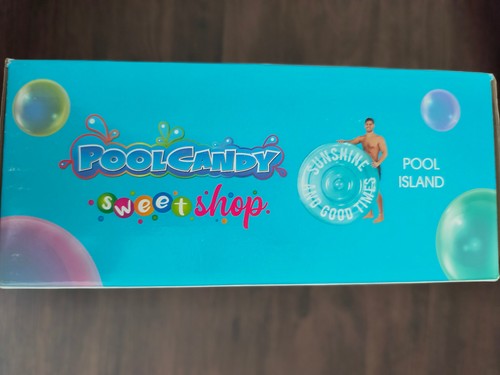 POOLCANDY
sweet shop.
SUNSHINE
AND GOOD TIMES
POOL
ISLAND